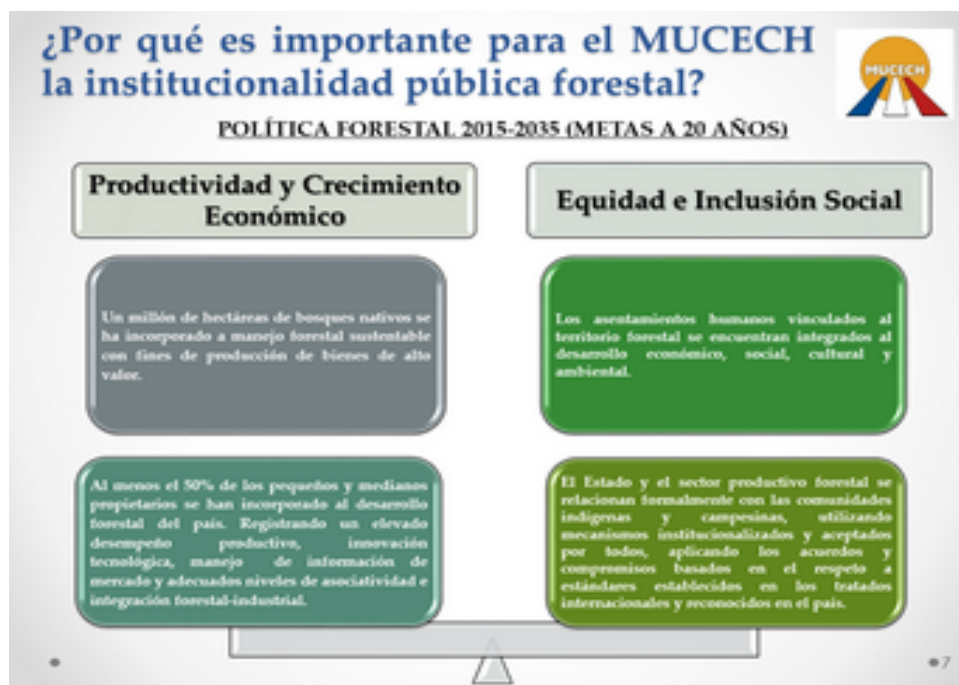 ¿Por qué es importante para el MUCECH
la institucionalidad pública forestal?
MUCECH
POLÍTICA FORESTAL 2015-2035 (METAS A 20 AÑOS)
Productividad y Crecimiento
Económico
Un millón de hectáreas de bosques nativos se
ha incorporado a manejo forestal sustentable
con fines de producción de bienes de alto
valor.
Al menos el 50% de los pequeños y medianos
propietarios se han incorporado al desarrollo
forestal del país. Registrando un elevado
desempeño productivo, innovación
tecnológica, manejo de información de
mercado y adecuados niveles de asociatividad e
integración forestal-industrial.
Equidad e Inclusión Social
Los asentamientos humanos vinculados al
territorio forestal se encuentran integrados al
desarrollo económico, social, cultural y
ambiental.
El Estado y el sector productivo forestal se
relacionan formalmente con las comunidades
indígenas y campesinas, utilizando
mecanismos institucionalizados y aceptados
por todos, aplicando los acuerdos y
compromisos basados en el respeto a
estándares establecidos en los tratados
internacionales y reconocidos en el país.
7